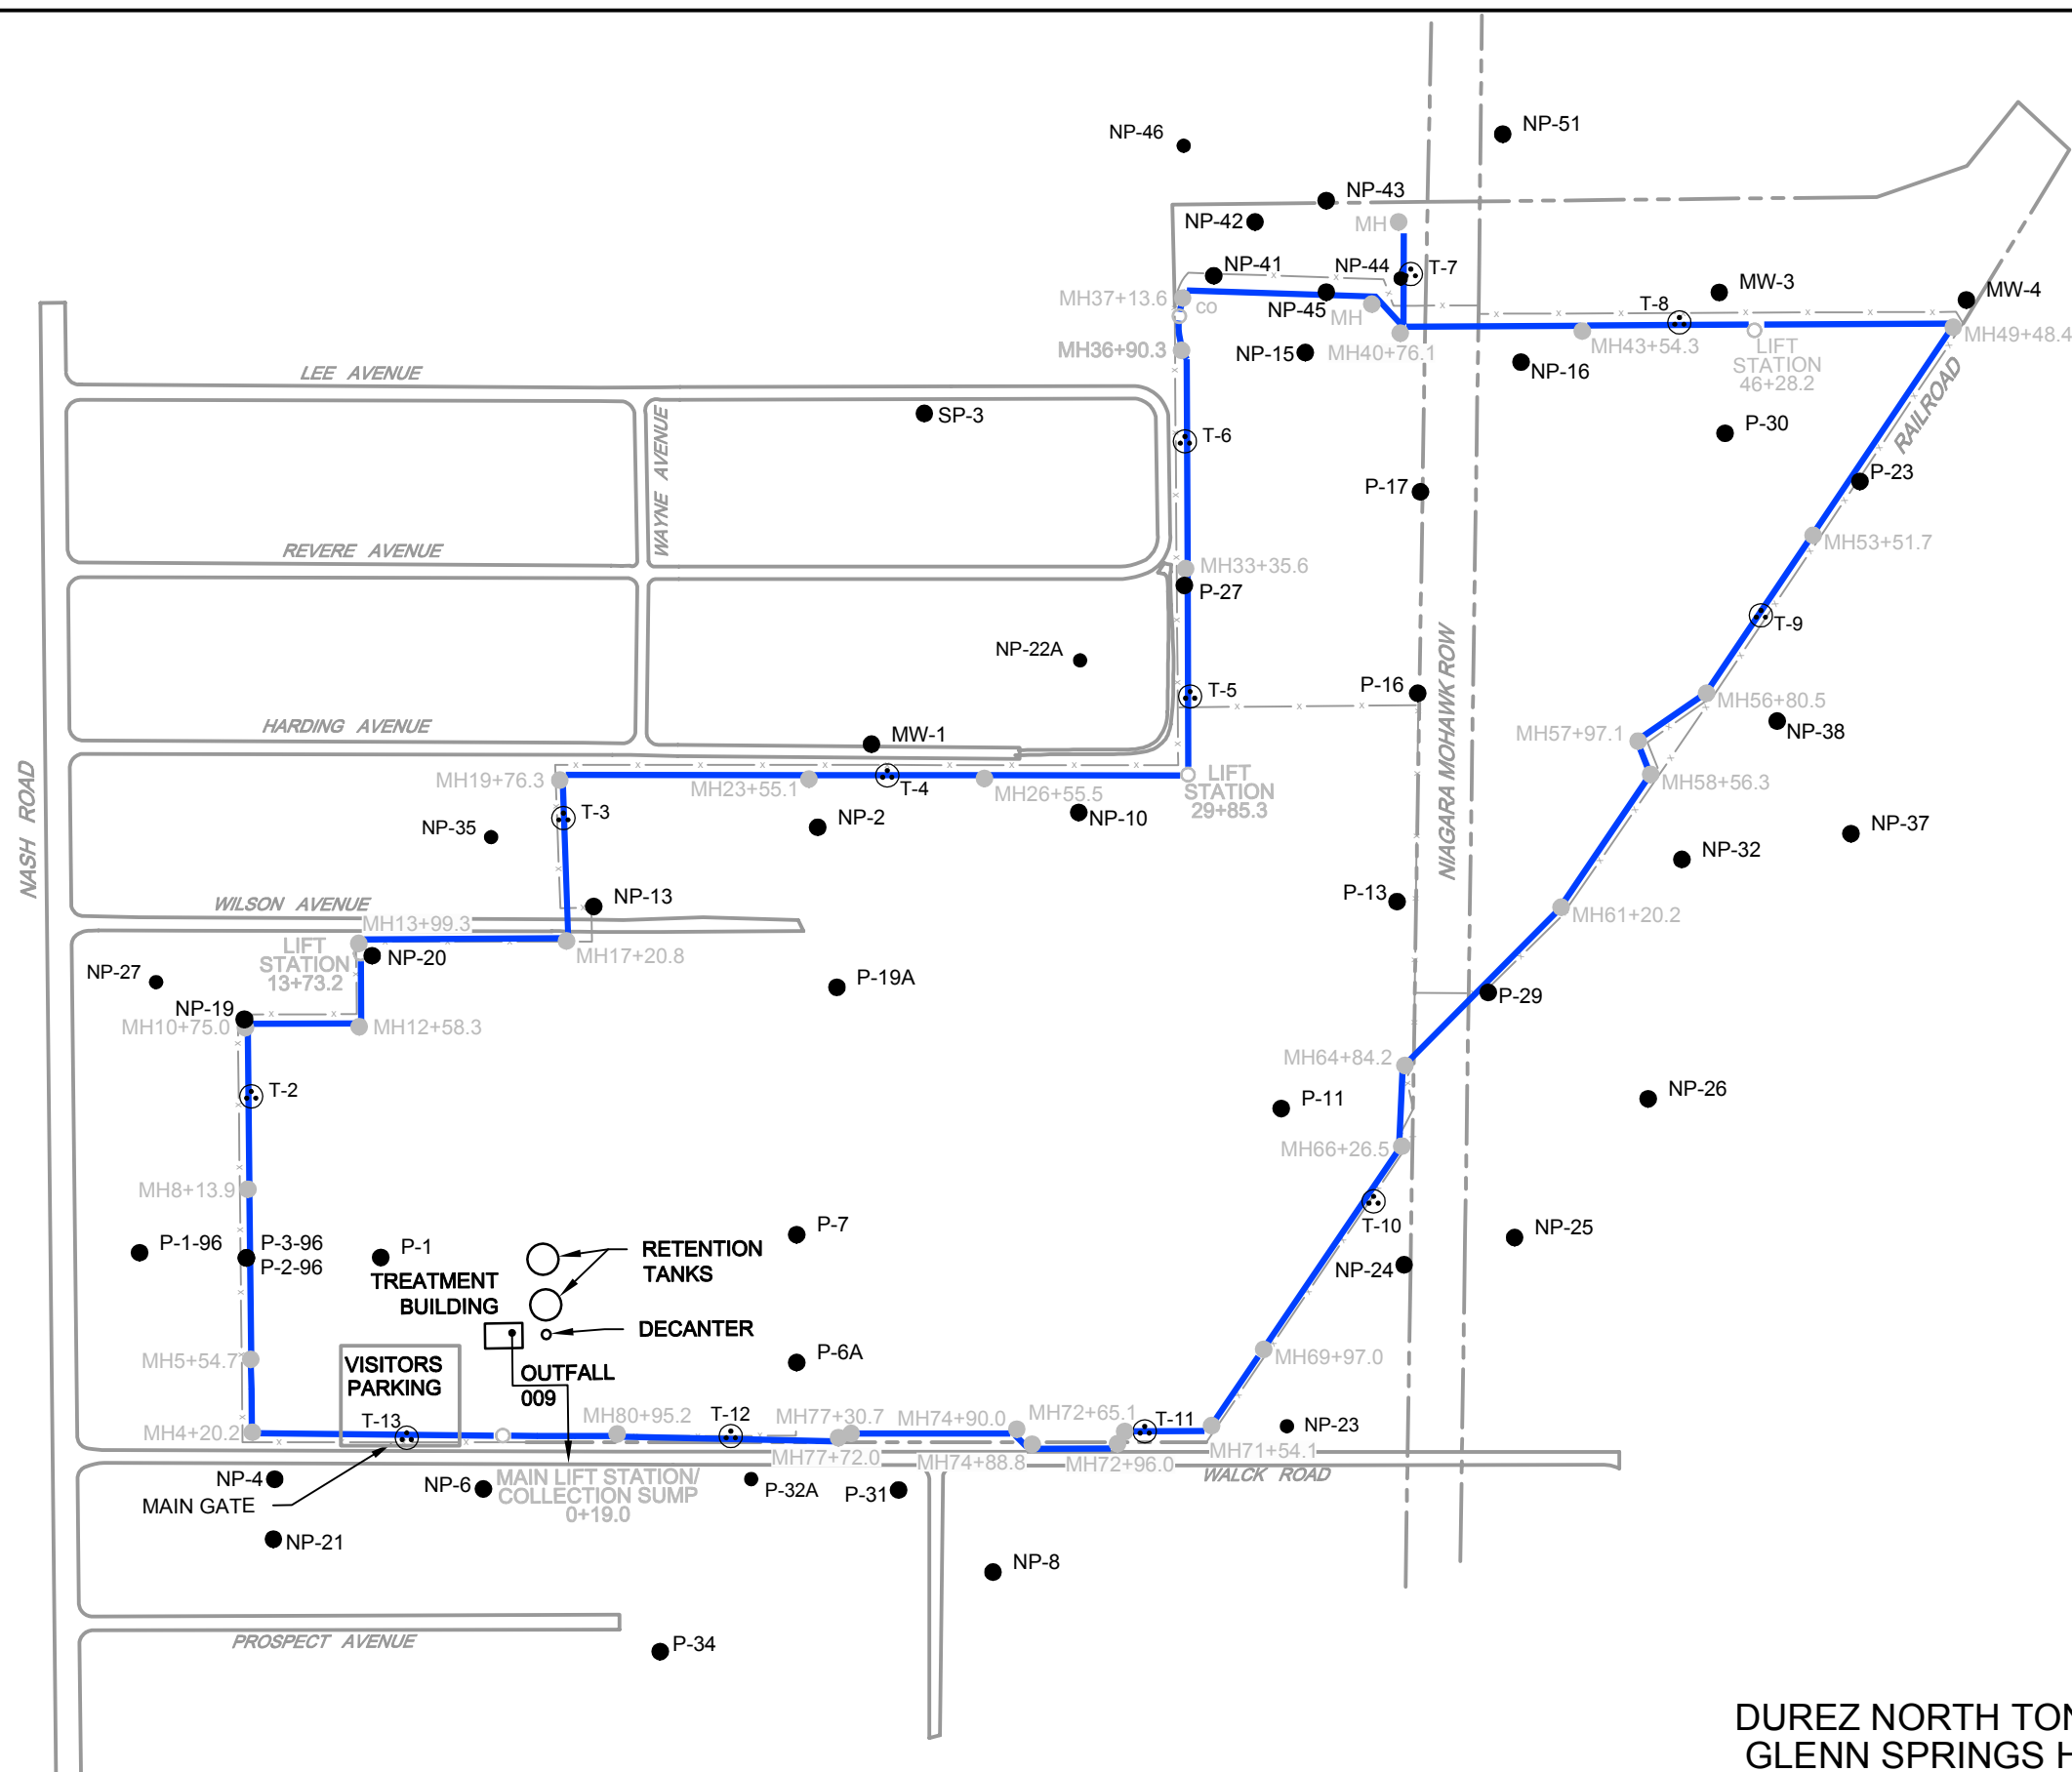 NP-51
NP-46
NP-43
NP-42
MH
NP-41
NP-44
T-7
MW-3
MW-4
T-8
MH37+13.6
CO
NP-45
MH
MH36+90.3
NP-15
MH40+76.1
MH43+54.3
LIFT
STATION
46+28.2
MH49+48.4
NP-16
LEE AVENUE
RAILROAD
WAYNE AVENUE
SP-3
T-6
P-30
P-17
P-23
REVERE AVENUE
MH53+51.7
MH33+35.6
P-27
T-9
NP-22A
NIAGARA MOHAWK ROW
T-5
P-16
MH56+80.5
NP-38
HARDING AVENUE
MW-1
MH57+97.1
NASH ROAD
MH19+76.3
MH23+55.1
T-4
MH26+55.5
LIFT
STATION
29+85.3
MH58+56.3
T-3
NP-35
NP-2
NP-10
NP-37
NP-32
NP-13
P-13
WILSON AVENUE
MH13+99.3
MH61+20.2
LIFT
STATION
13+73.2
NP-20
MH17+20.8
NP-27
P-19A
P-29
NP-19
MH10+75.0
MH12+58.3
MH64+84.2
T-2
P-11
NP-26
MH66+26.5
MH8+13.9
T-10
P-7
NP-25
P-1-96
P-3-96
P-2-96
P-1
RETENTION
TANKS
NP-24
TREATMENT
BUILDING
DECANTER
MH5+54.7
VISITORS
PARKING
OUTFALL
009
P-6A
MH69+97.0
MH4+20.2
T-13
MH80+95.2
T-12
MH77+30.7
MH74+90.0
MH72+65.1
T-11
NP-23
MH77+72.0
MH74+88.8
MH72+96.0
MH71+54.1
WALCK ROAD
NP-4
NP-6
MAIN LIFT STATION/
COLLECTION SUMP
0+19.0
P-32A
P-31
MAIN GATE
NP-21
NP-8
PROSPECT AVENUE
P-34
DUREZ NORTH TON
GLENN SPRINGS H